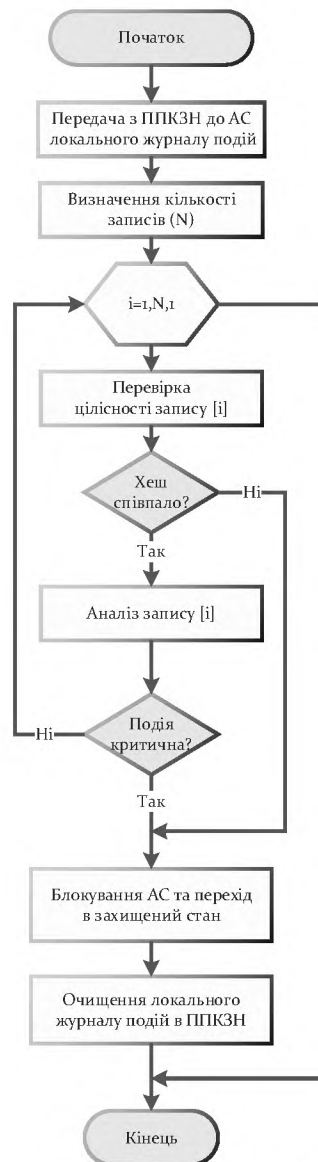 Початок
Передача з ППКЗН до АС
локального журналу подій
Визначення кількості
записів (N)
i=1,N,1
Перевірка
цілісності запису [i]
Хеш
співпало?
Ні
Так
Аналіз запису [i]
Подія
критична?
Ні
Так
Блокування АС та перехід
в захищений стан
Очищення локального
журналу подій в ППКЗН
Кінець